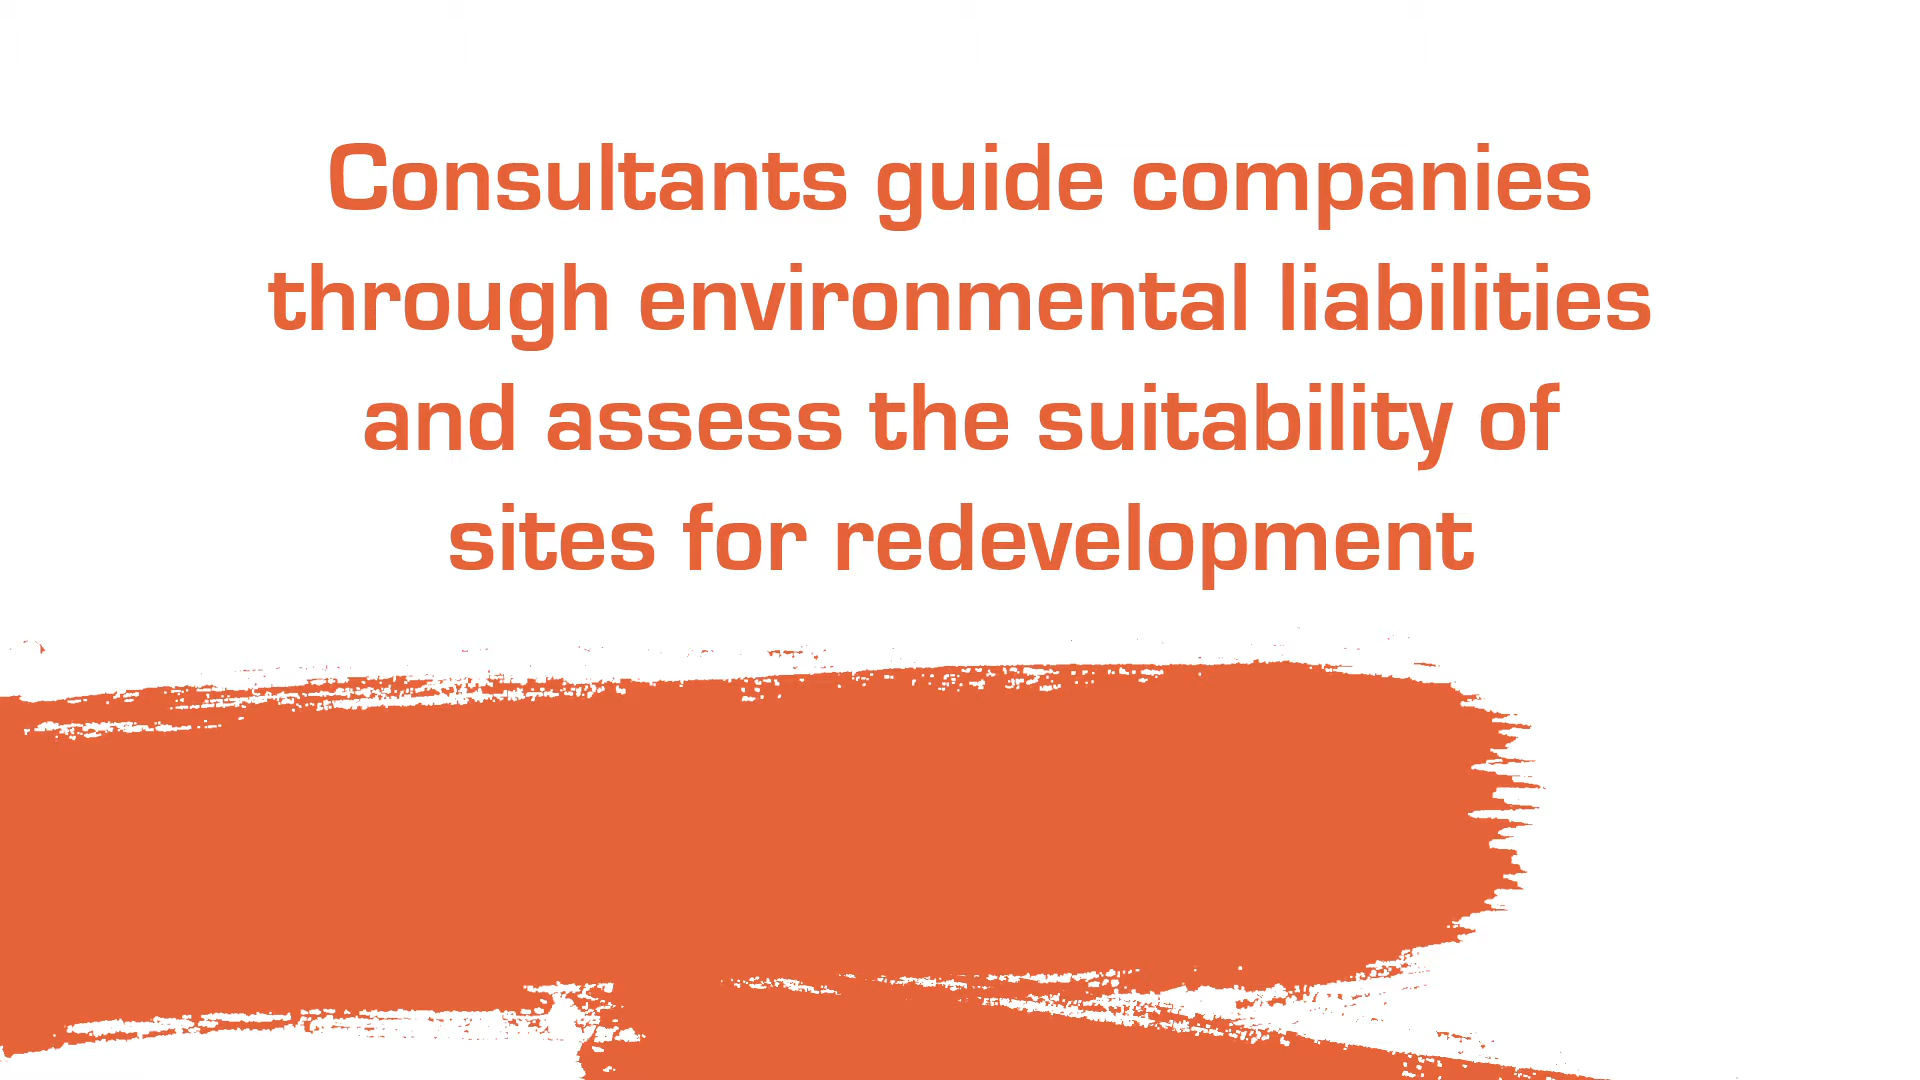 Consultants guide companies
through environmental liabilities
and assess the suitability of
sites for redevelopment